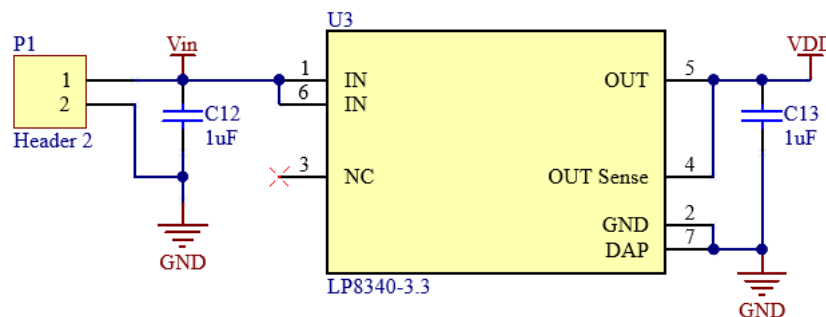 U3
P1
Vin
VDD
1
2
1
IN
6
IN
OUT
5
C12
1uF
C13
1uF
Header 2
3
NC
OUT Sense
4
GND
2
DAP
7
GND
LP8340-3.3
GND